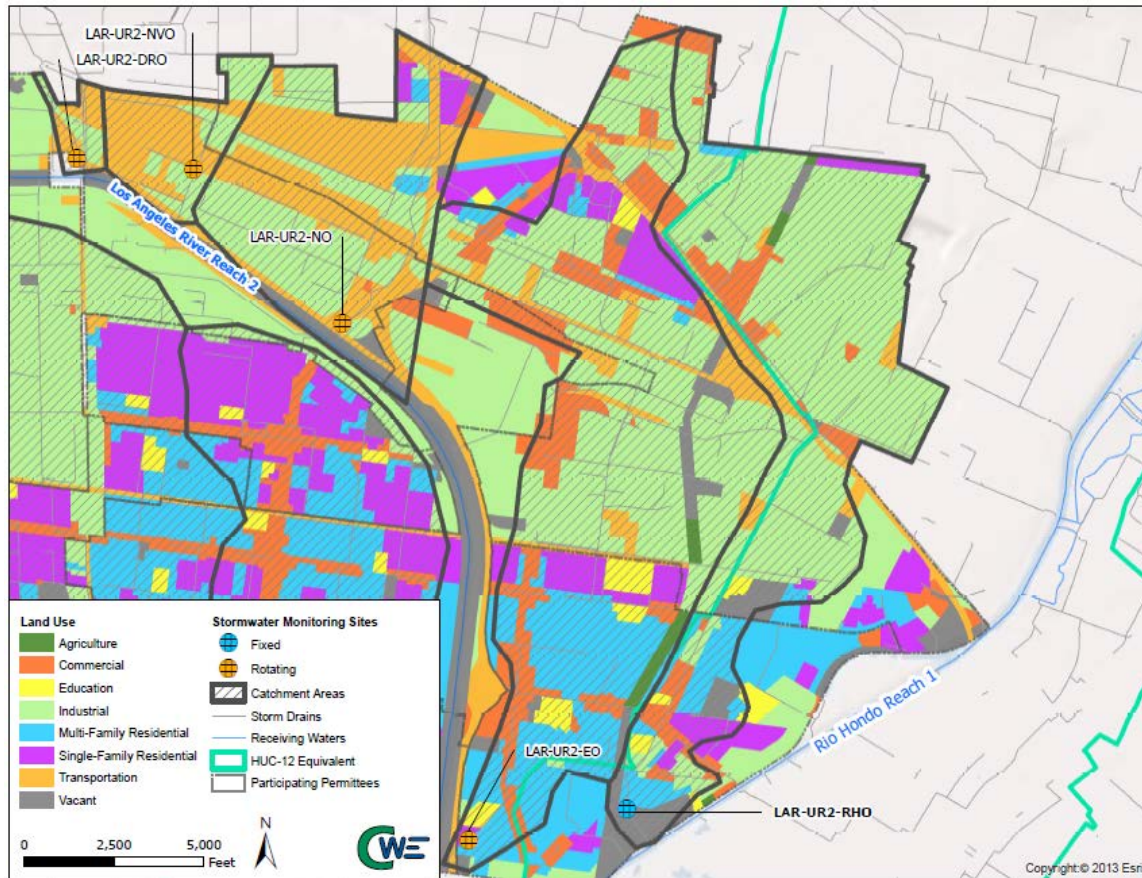 LAR-UR2-NVO
LAR-UR2-DRO
Los Angeles River Reach 2
LAR-UR2-NO
LAR-UR2-EO
LAR-UR2-RHO
Rio Hondo Reach 1
Land Use
Agriculture
Commercial
Education
Industrial
Multi-Family Residential
Single-Family Residential
Transportation
Vacant
Stormwater Monitoring Sites
Fixed
Rotating
Catchment Areas
Storm Drains
Receiving Waters
HUC-12 Equivalent
Participating Permittees
0 2,500 5,000
Feet
N
CWE
Copyright:© 2013 Esri